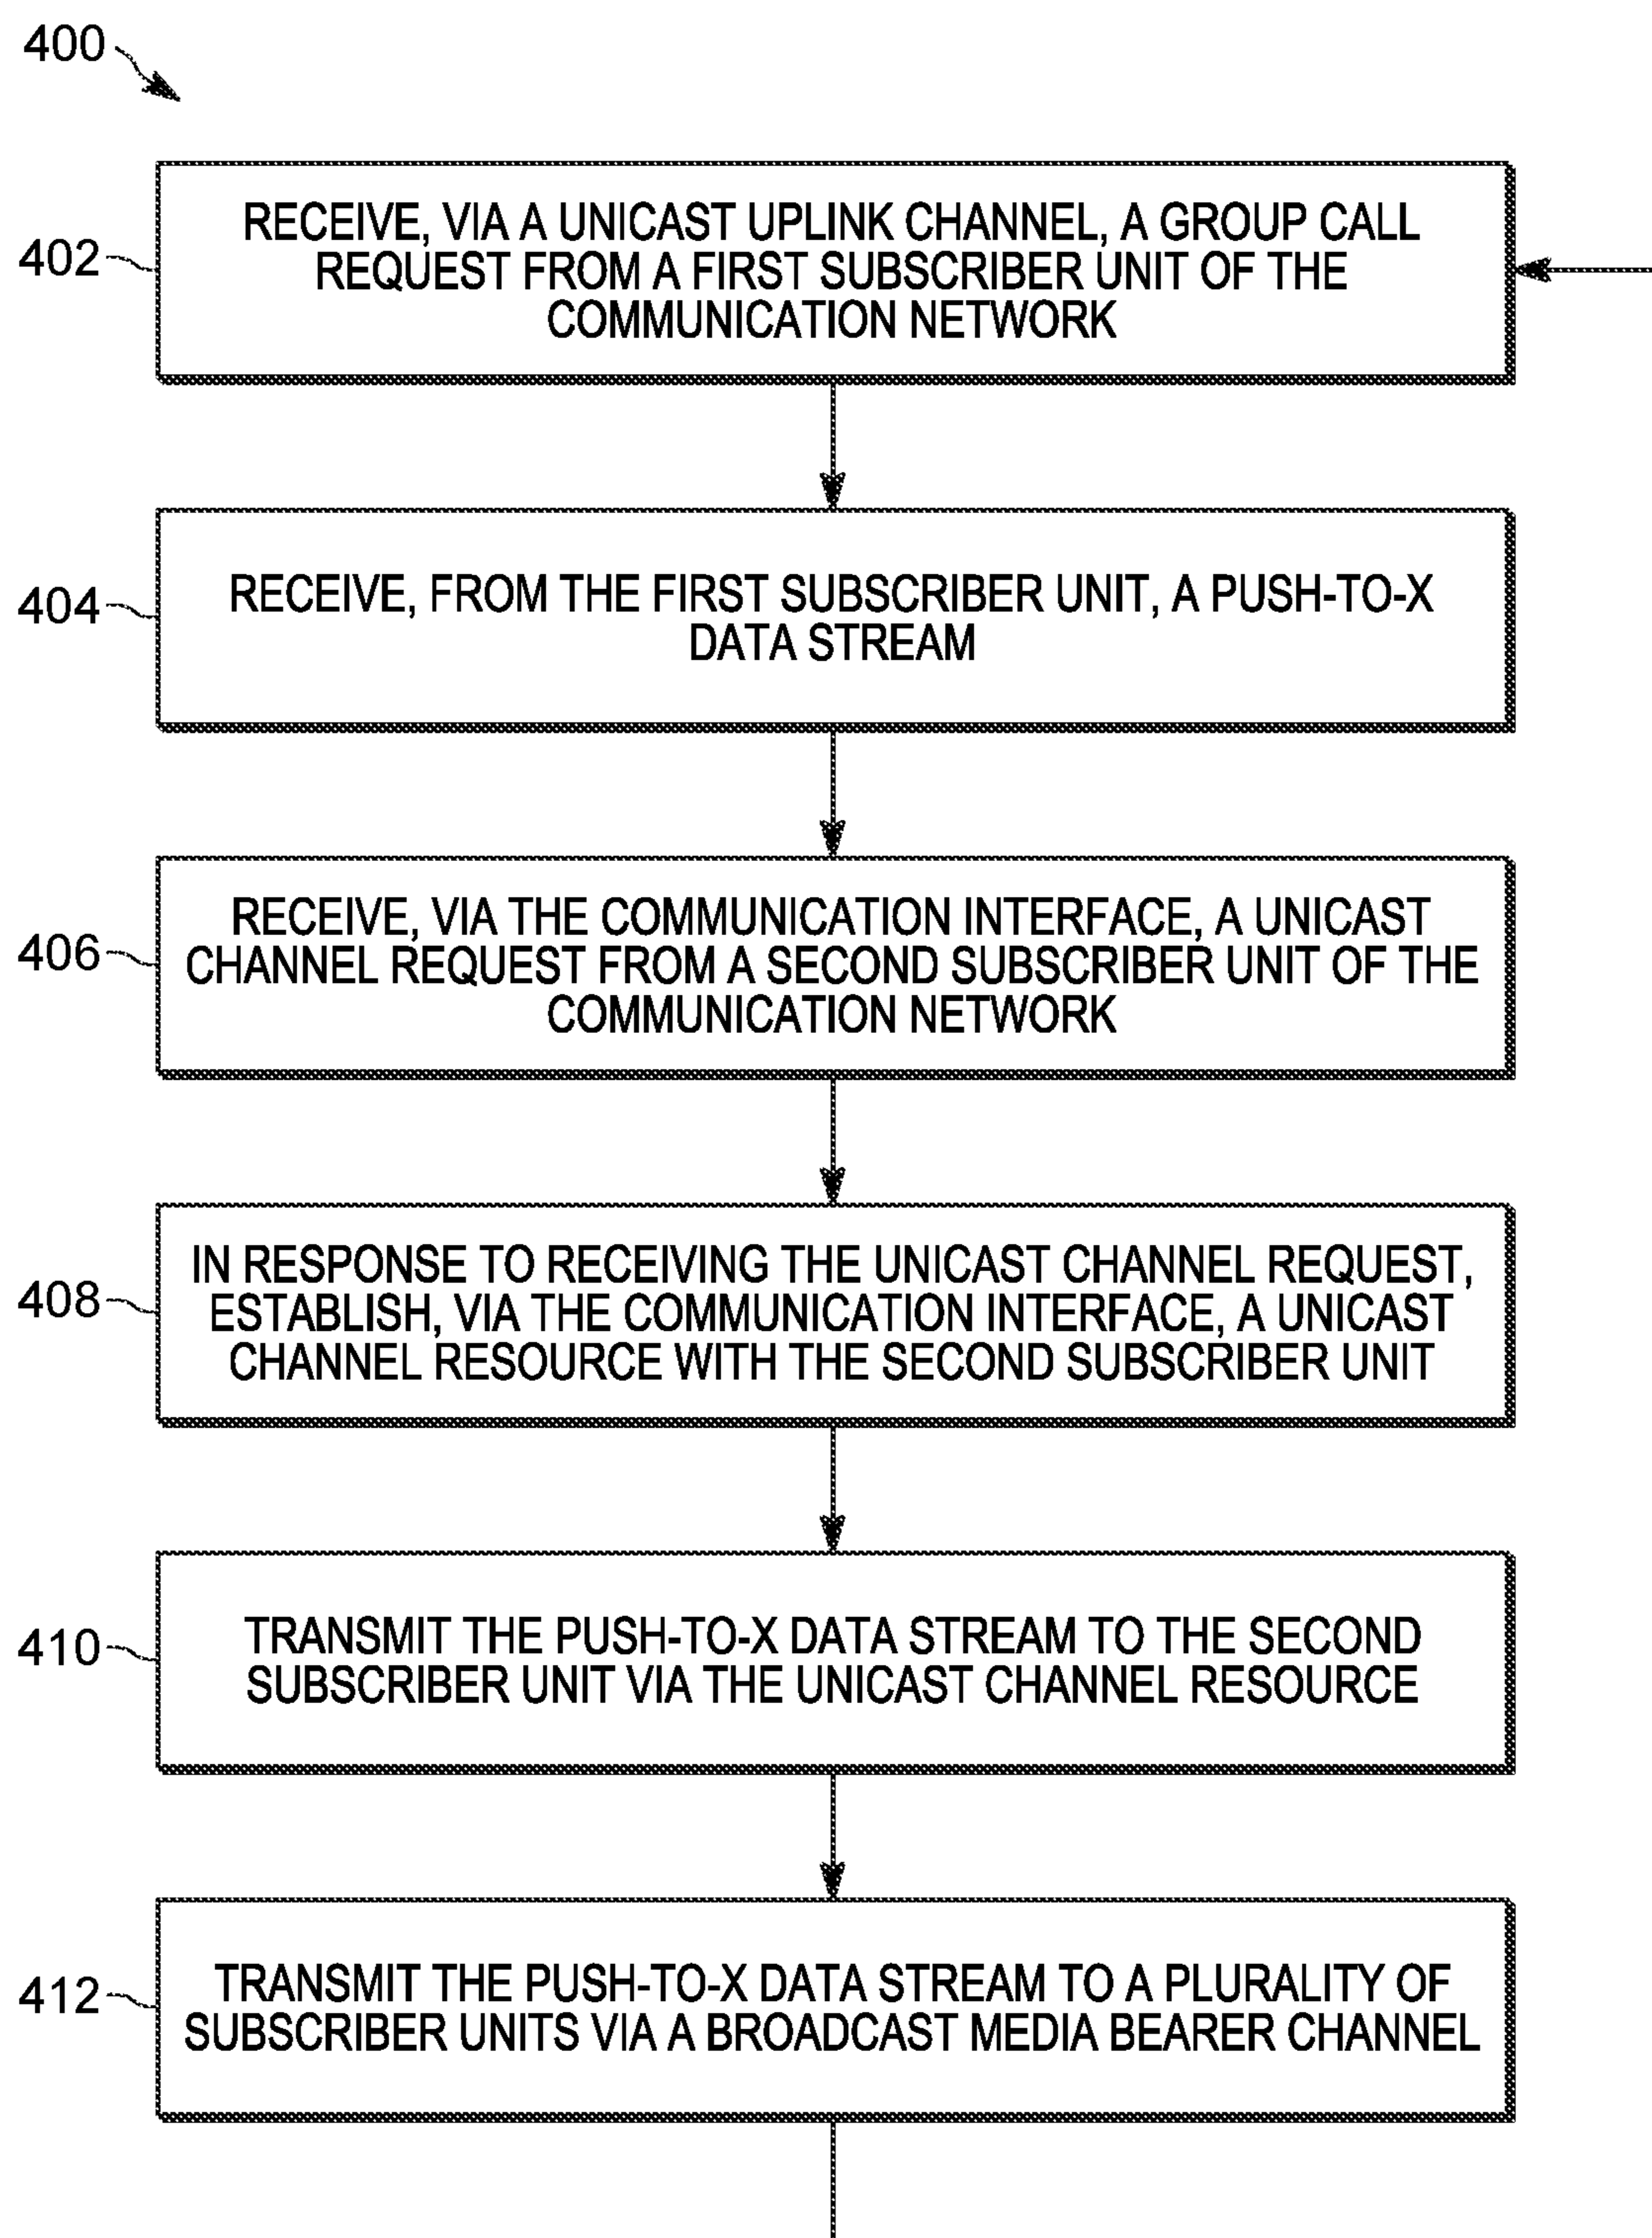 400
402
RECEIVE, VIA A UNICAST UPLINK CHANNEL, A GROUP CALL
REQUEST FROM A FIRST SUBSCRIBER UNIT OF THE
COMMUNICATION NETWORK
404
RECEIVE, FROM THE FIRST SUBSCRIBER UNIT, A PUSH-TO-X
DATA STREAM
406
RECEIVE, VIA THE COMMUNICATION INTERFACE, A UNICAST
CHANNEL REQUEST FROM A SECOND SUBSCRIBER UNIT OF THE
COMMUNICATION NETWORK
408
IN RESPONSE TO RECEIVING THE UNICAST CHANNEL REQUEST,
ESTABLISH, VIA THE COMMUNICATION INTERFACE, A UNICAST
CHANNEL RESOURCE WITH THE SECOND SUBSCRIBER UNIT
410
TRANSMIT THE PUSH-TO-X DATA STREAM TO THE SECOND
SUBSCRIBER UNIT VIA THE UNICAST CHANNEL RESOURCE
412
TRANSMIT THE PUSH-TO-X DATA STREAM TO A PLURALITY OF
SUBSCRIBER UNITS VIA A BROADCAST MEDIA BEARER CHANNEL